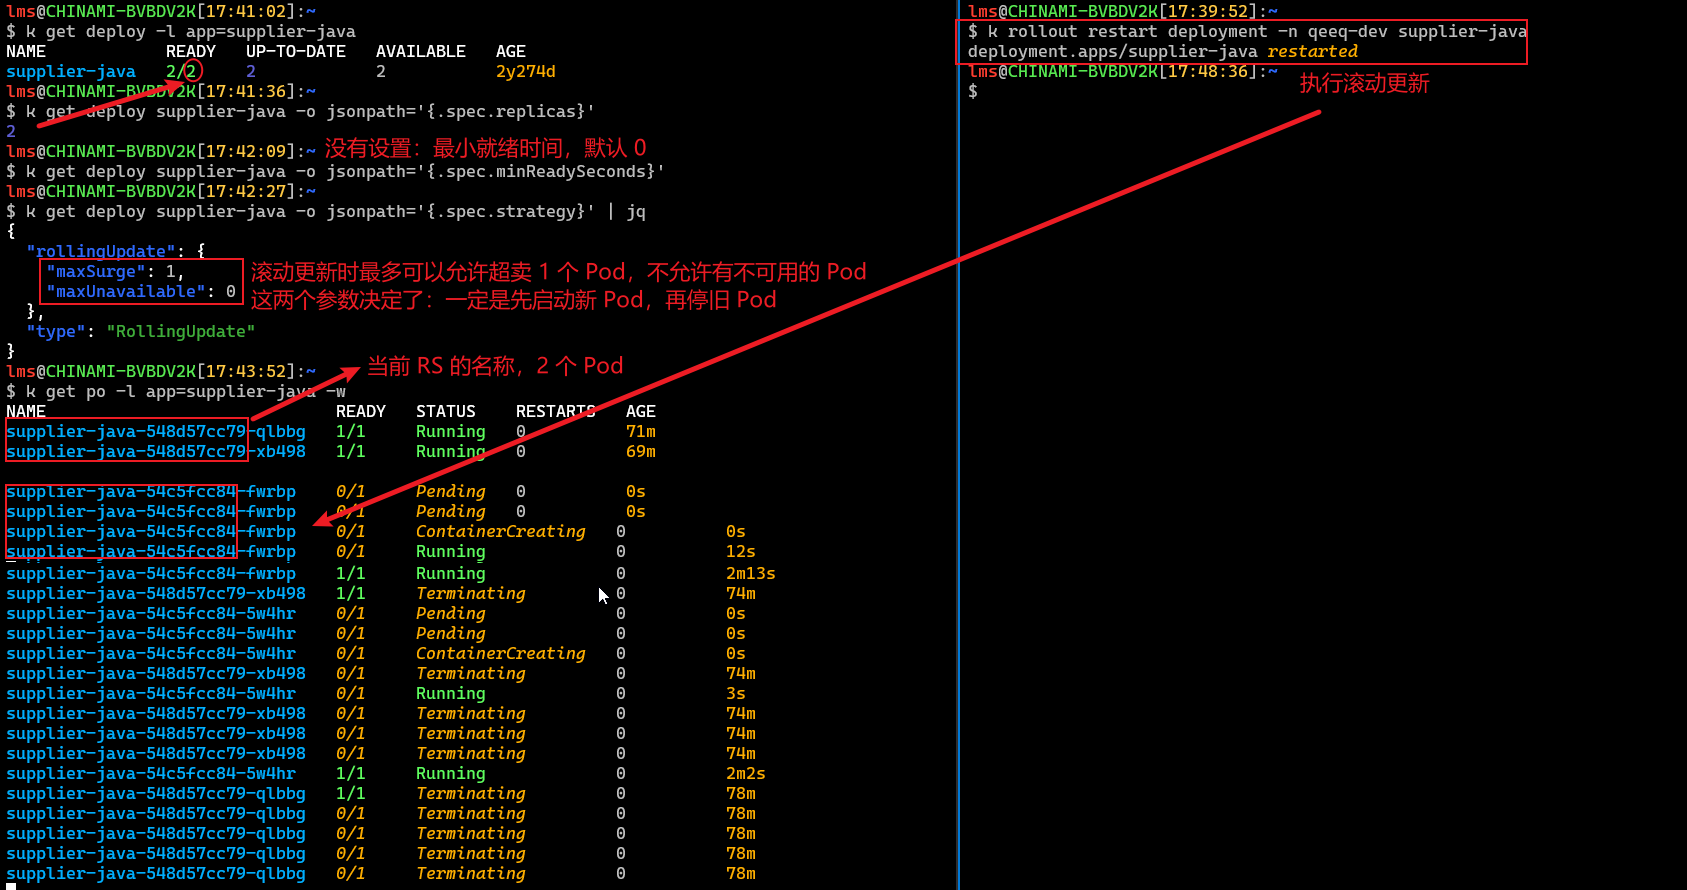 lms@CHINAMI-BVBDV2K[17:41:02]:~
$ k get deploy -l app=supplier-java
NAME READY UP-TO-DATE AVAILABLE AGE
supplier-java 2/2 2 2 2y274d
lms@CHINAMI-BVBDV2K[17:41:36]:~
$ k get deploy supplier-java -o jsonpath='{.spec.replicas}'
2
lms@CHINAMI-BVBDV2K[17:42:09]:~ 没有设置：最小就绪时间，默认 0
$ k get deploy supplier-java -o jsonpath='{.spec.minReadySeconds}'
lms@CHINAMI-BVBDV2K[17:42:27]:~
$ k get deploy supplier-java -o jsonpath='{.spec.strategy}' | jq
{
"rollingUpdate": {
"maxSurge": 1, 滚动更新时最多可以允许超卖 1 个 Pod，不允许有不可用的 Pod
"maxUnavailable": 0 这两个参数决定了：一定是先启动新 Pod，再停旧 Pod
},
"type": "RollingUpdate"
}
lms@CHINAMI-BVBDV2K[17:43:52]:~ 当前 RS 的名称，2 个 Pod
$ k get po -l app=supplier-java -w
NAME READY STATUS RESTARTS AGE
supplier-java-548d57cc79-qlbbg 1/1 Running 0 71m
supplier-java-548d57cc79-xb498 1/1 Running 0 69m
supplier-java-54c5fcc84-fwrbp 0/1 Pending 0 0s
supplier-java-54c5fcc84-fwrbp 0/1 Pending 0 0s
supplier-java-54c5fcc84-fwrbp 0/1 ContainerCreating 0 0s
supplier-java-54c5fcc84-fwrbp 0/1 Running 0 12s
supplier-java-54c5fcc84-fwrbp 1/1 Running 0 2m13s
supplier-java-548d57cc79-xb498 1/1 Terminating 0 74m
supplier-java-54c5fcc84-5w4hr 0/1 Pending 0 0s
supplier-java-54c5fcc84-5w4hr 0/1 Pending 0 0s
supplier-java-54c5fcc84-5w4hr 0/1 ContainerCreating 0 0s
supplier-java-548d57cc79-xb498 0/1 Terminating 0 74m
supplier-java-54c5fcc84-5w4hr 0/1 Running 0 3s
supplier-java-548d57cc79-xb498 0/1 Terminating 0 74m
supplier-java-548d57cc79-xb498 0/1 Terminating 0 74m
supplier-java-548d57cc79-xb498 0/1 Terminating 0 74m
supplier-java-54c5fcc84-5w4hr 1/1 Running 0 2m2s
supplier-java-548d57cc79-qlbbg 1/1 Terminating 0 78m
supplier-java-548d57cc79-qlbbg 0/1 Terminating 0 78m
supplier-java-548d57cc79-qlbbg 0/1 Terminating 0 78m
supplier-java-548d57cc79-qlbbg 0/1 Terminating 0 78m
supplier-java-548d57cc79-qlbbg 0/1 Terminating 0 78m
lms@CHINAMI-BVBDV2K[17:39:52]:~
$ k rollout restart deployment -n qeeq-dev supplier-java
deployment.apps/supplier-java restarted
lms@CHINAMI-BVBDV2K[17:48:36]:~
执行滚动更新
$